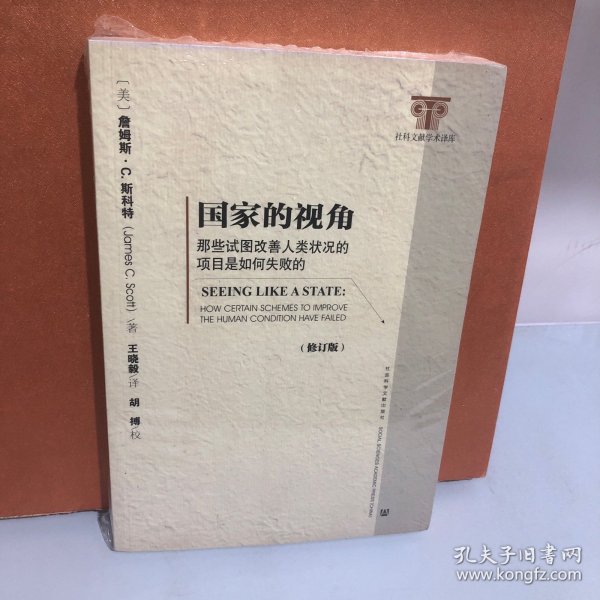 [美]詹姆斯·C.斯科特(James C. Scott)/著
王晓毅/译 胡 搏/校
社科文献学术译库
国家的视角
那些试图改善人类状况的
项目是如何失败的
SEEING LIKE A STATE:
HOW CERTAIN SCHEMES TO IMPROVE
THE HUMAN CONDITION HAVE FAILED
(修订版)
社会科学文献出版社
SOCIAL SCIENCES ACADEMIC PRESS (CHINA)
孔夫子旧书网
www.kongfz.com